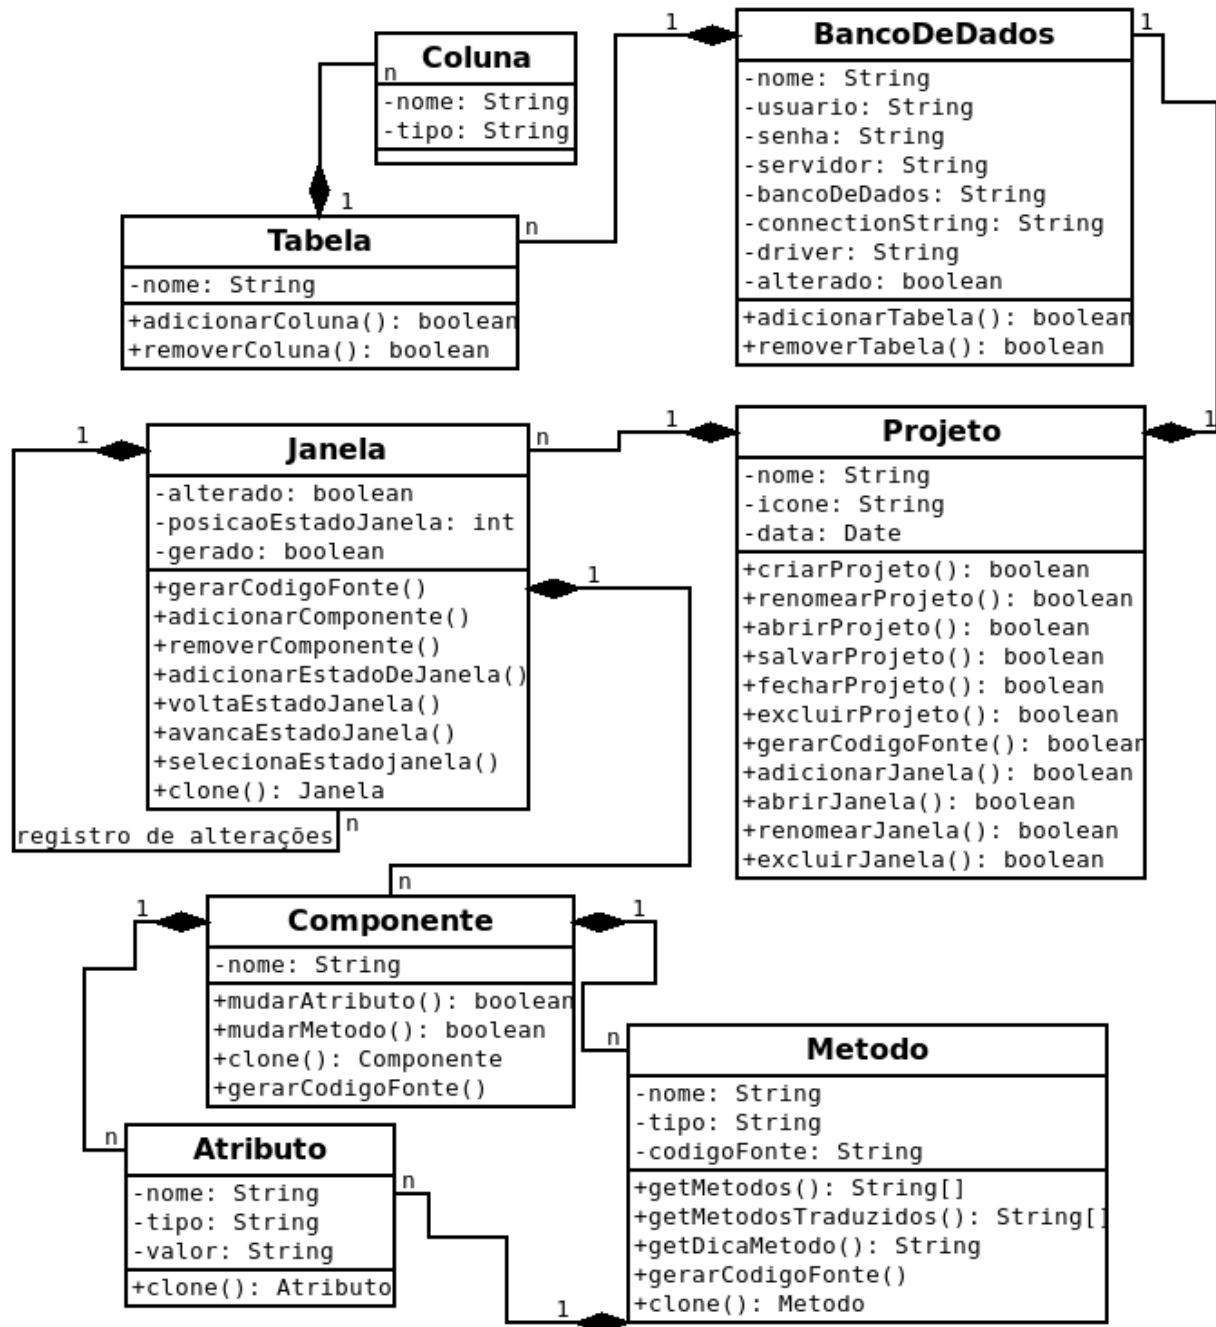 Coluna
n
-nome: String
-tipo: String
1
Tabela
-nome: String
+adicionarColuna(): boolean
+removerColuna(): boolean
n
1
BancoDeDados
1
-nome: String
-usuario: String
-senha: String
-servidor: String
-bancoDeDados: String
-connectionString: String
-driver: String
-alterado: boolean
+adicionarTabela(): boolean
+removerTabela(): boolean
1
Janela
n
-alterado: boolean
-posicaoEstadoJanela: int
-gerado: boolean
+gerarCodigoFonte()
+adicionarComponente()
+removerComponente()
+adicionarEstadoDeJanela()
+voltaEstadoJanela()
+avancaEstadoJanela()
+selecionaEstadojanela()
+clone(): Janela
1
registro de alterações
n
1
Projeto
1
-nome: String
-icone: String
-data: Date
+criarProjeto(): boolean
+renomearProjeto(): boolean
+abrirProjeto(): boolean
+salvarProjeto(): boolean
+fecharProjeto(): boolean
+excluirProjeto(): boolean
+gerarCodigoFonte(): boolean
+adicionarJanela(): boolean
+abrirJanela(): boolean
+renomearJanela(): boolean
+excluirJanela(): boolean
n
1
Componente
1
-nome: String
+mudarAtributo(): boolean
+mudarMetodo(): boolean
+clone(): Componente
+gerarCodigoFonte()
n
Metodo
-nome: String
-tipo: String
-codigoFonte: String
+getMetodos(): String[]
+getMetodosTraduzidos(): String[]
+getDicaMetodo(): String
+gerarCodigoFonte()
+clone(): Metodo
n
Atributo
n
-nome: String
-tipo: String
-valor: String
+clone(): Atributo
1